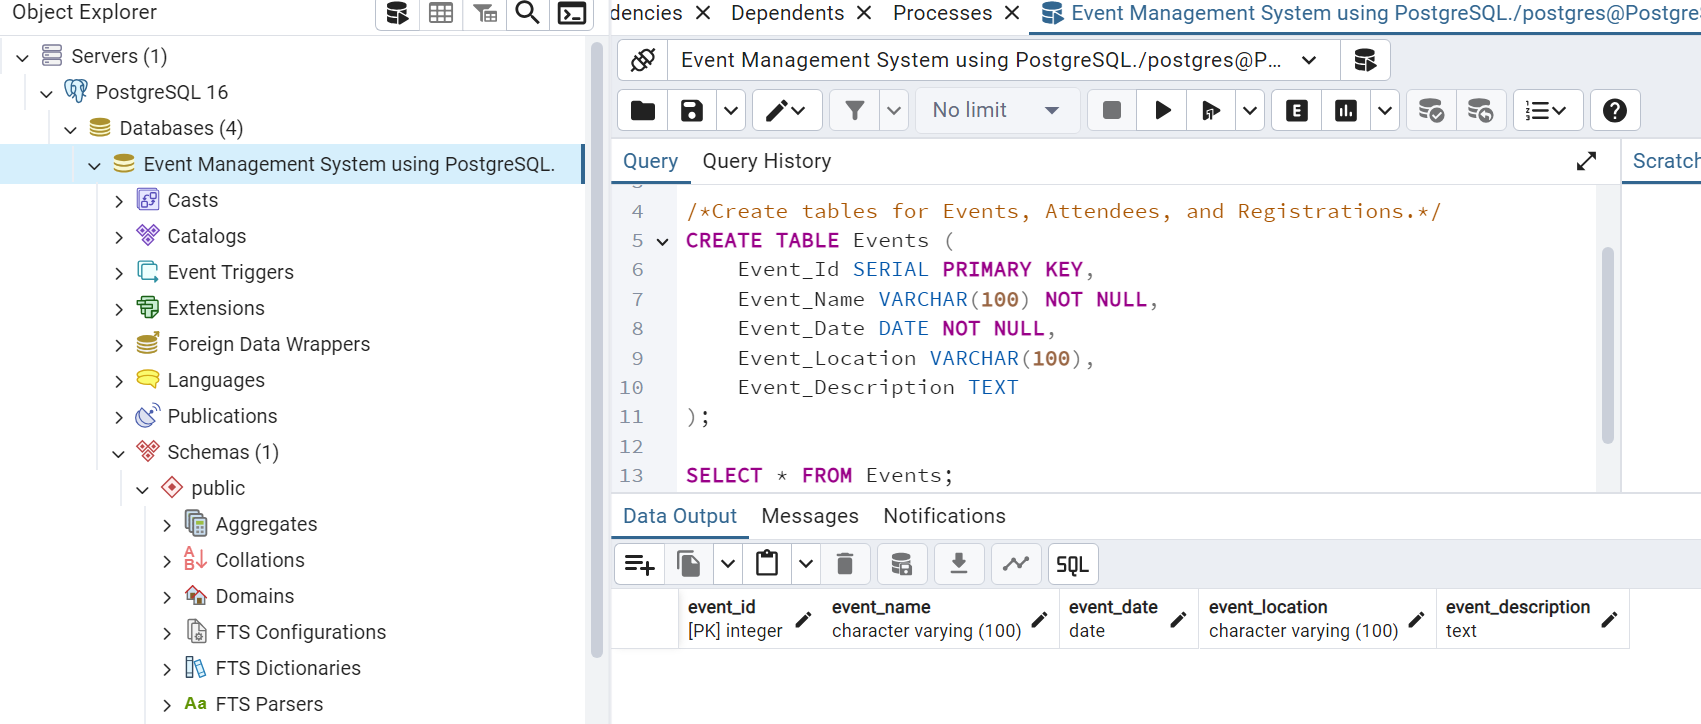 Object Explorer
Servers (1)
PostgreSQL 16
Databases (4)
Event Management System using PostgreSQL.
Casts
Catalogs
Event Triggers
Extensions
Foreign Data Wrappers
Languages
Publications
Schemas (1)
public
Aggregates
Collations
Domains
FTS Configurations
FTS Dictionaries
Aa FTS Parsers
dencies Dependents Processes Event Management System using PostgreSQL./postgres@Postgre
Event Management System using PostgreSQL./postgres@P...
No limit E SQL
Query Query History Scratch
4 /*Create tables for Events, Attendees, and Registrations.*/
5 CREATE TABLE Events (
6 Event_Id SERIAL PRIMARY KEY,
7 Event_Name VARCHAR(100) NOT NULL,
8 Event_Date DATE NOT NULL,
9 Event_Location VARCHAR(100),
10 Event_Description TEXT
11 );
12
13 SELECT * FROM Events;
Data Output Messages Notifications
SQL
event_id event_name event_date event_location event_description
[PK] integer character varying (100) date character varying (100) text